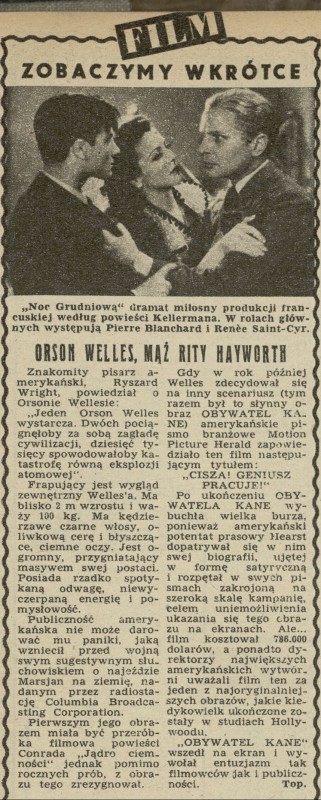 FILM
ZOBACZYMY WKRÓTCE
„Noc Grudniową“ dramat miłosny produkcji fran-
cuskiej według powieści Kellermana. W rolach głów-
nych występują Pierre Blanchard i Renèe Saint-Cyr.
ORSON WELLES, MĄŻ RITY HAYWORTH
Znakomity pisarz a-
merykański, Ryszard
Wright, powiedział o
Orsonie Wellesie:
„Jeden Orson Welles
wystarcza. Dwóch pocią-
gnęłoby za sobą zagładę
cywilizacji, dziesięć ty-
sięcy spowodowałoby ka-
tastrofę równą eksplozji
atomowej“.
Frapujący jest wygląd
zewnętrzny Welles'a. Ma
blisko 2 m wzrostu i wa-
ży 100 kg. Ma kędzie-
rzawe czarne włosy, o-
liwkową cerę i błyszczą-
ce, ciemne oczy. Jest o-
gromny, przygniatający
masywem swej postaci.
Posiada rzadko spoty-
kaną odwagę, niewy-
czerpaną energię i po-
mysłowość.
Publiczność amery-
kańska nie może daro-
wać mu paniki, jaką
wzniecił przed wojną
swym sugestywnym słu-
chowiskiem o najeździe
Marsjan na ziemię, na-
danym przez radiosta-
cję Columbia Broadca-
sting Corporation.
Pierwszym jego obra-
zem miała być przerób-
ka filmowa powieści
Conrada „Jądro ciem-
ności“ jednak pomimo
rocznych prób, z obra-
zu tego zrezygnował.
Gdy w rok później
Welles zdecydował się
na inny scenariusz (tym
razem był to słynny o-
braz OBYWATEL KA-
NE) amerykańskie pi-
smo branżowe Motion
Picture Herald zapowie-
działo ten film następu-
jącym tytułem:
„CISZA! GENIUSZ
PRACUJE!“
Po ukończeniu OBY-
WATELA KANE wy-
buchła wielka burza,
ponieważ amerykański
potentat prasowy Hearst
dopatrywał się w nim
swej biografii, ujętej
w formę satyryczną
i rozpętał w swych pi-
smach zakrojoną na
szeroką skalę kampanię,
celem uniemożliwienia
ukazania się tego obra-
zu na ekranach. Ale...
film kosztował 786.000
dolarów, a ponadto dy-
rektorzy największych
amerykańskich wytwór-
ni uważali film ten za
jeden z najoryginalniej-
szych obrazów, jakie kie-
dykolwiek ukończone zo-
stały w studiach Holly-
woodu.
„OBYWATEL KANE“
wszedł na ekran i wy-
wołał entuzjazm tak
filmowców jak i publicz-
ności. Top.